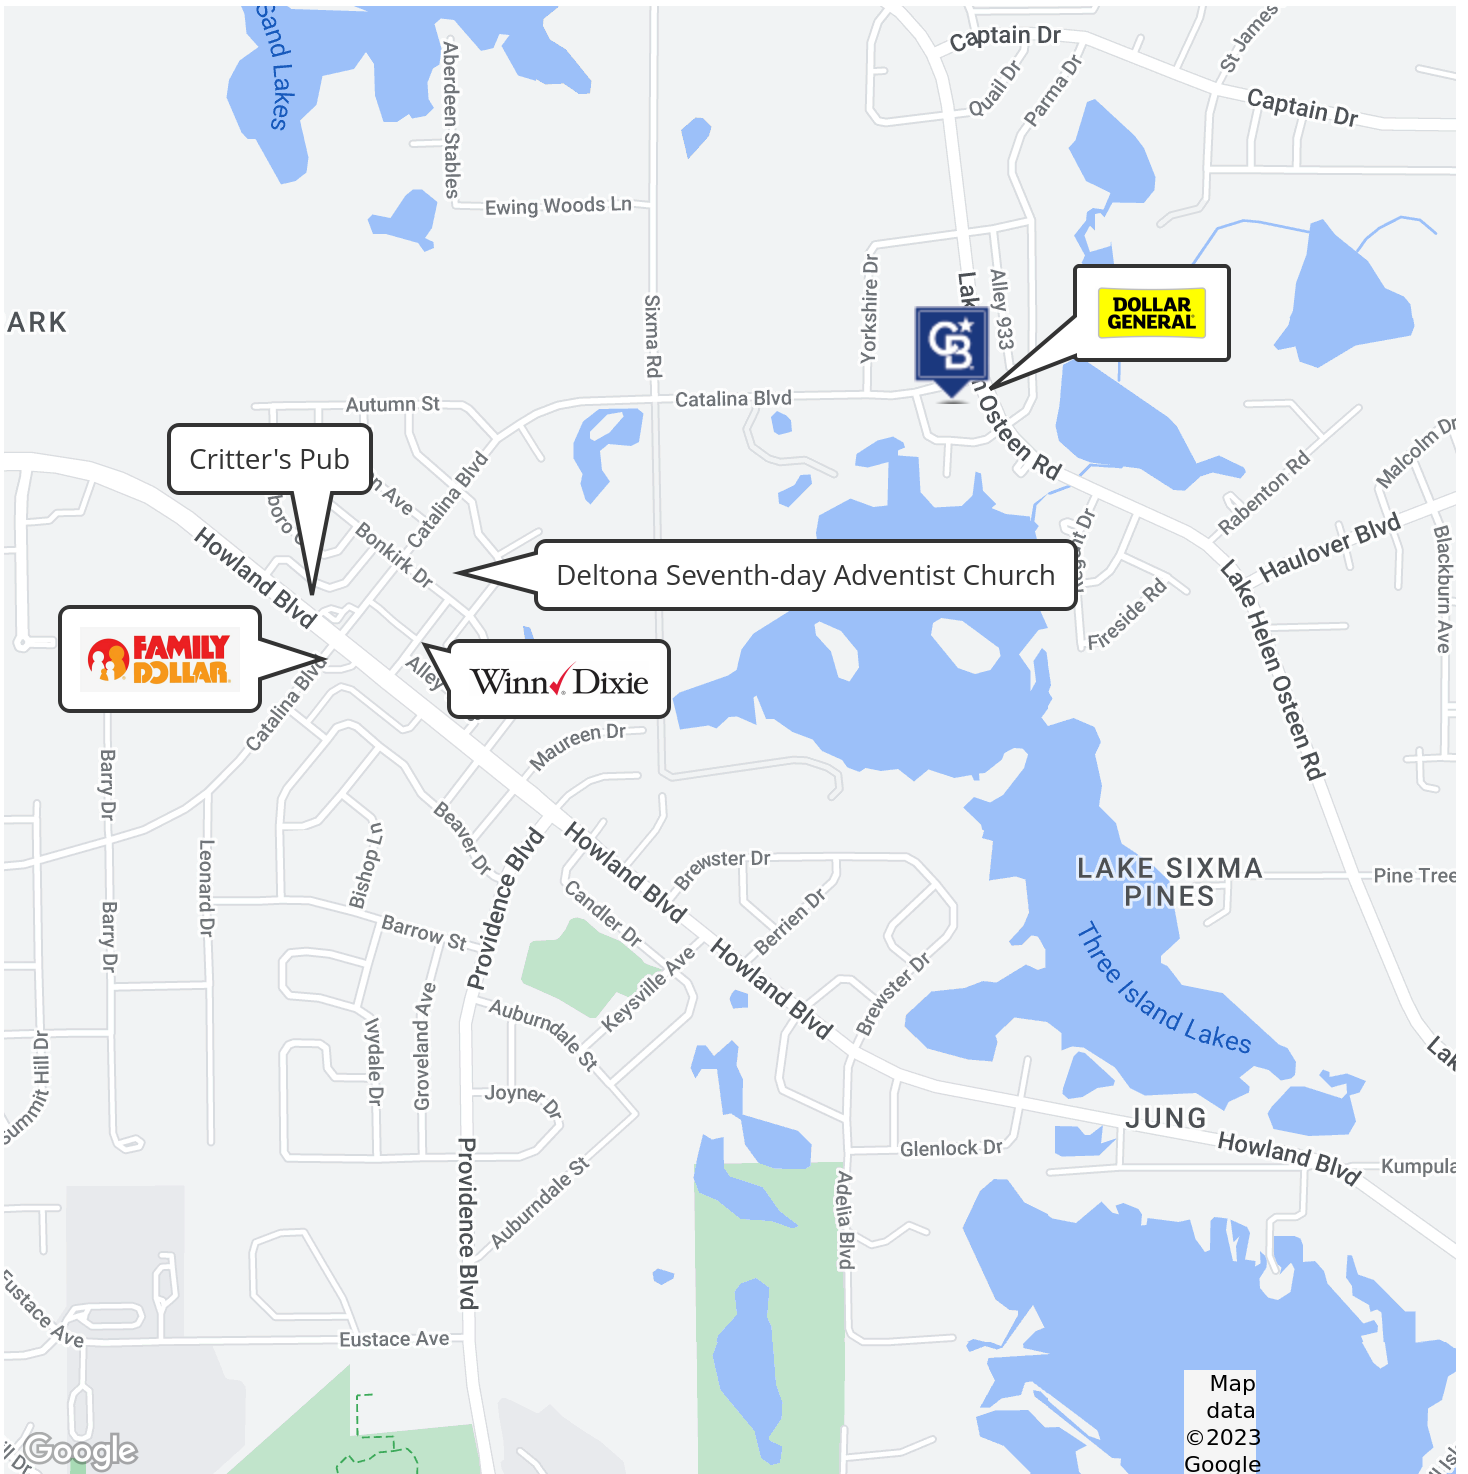 Sand Lakes
Aberdeen Stables
Captain Dr
St James
Quail Dr
Parma Dr
Captain Dr
Ewing Woods Ln
Yorkshire Dr
Alley 933
Sixma Rd
ARK
DOLLAR
GENERAL
CB
Osteen Rd
Autumn St
Catalina Blvd
Critter's Pub
Catalina Blvd
Bonkirk Dr
Howland Blvd
Malcolm Dr
Rabenton Rd
Haulover Blvd
Blackburn Ave
Deltona Seventh-day Adventist Church
Fireside Rd
Lake Helen Osteen Rd
FAMILY
DOLLAR
Alley
Winn Dixie
Catalina Blvd
Maureen Dr
Barry Dr
Beaver Dr
Bishop Ln
Leonard Dr
Providence Blvd
Howland Blvd
Brewster Dr
LAKE SIXMA
PINES
Pine Tree
Candler Dr
Berrien Dr
Barry Dr
Barrow St
Keysville Ave
Howland Blvd
Brewster Dr
Three Island Lakes
Groveland Ave
Auburndale St
Ivydale Dr
Summit Hill Dr
Joyner Dr
Lak
JUNG
Glenlock Dr
Howland Blvd
Kumpula
Providence Blvd
Auburndale St
Adelia Blvd
Eustace Ave
Eustace Ave
Map
data
©2023
Google
Google